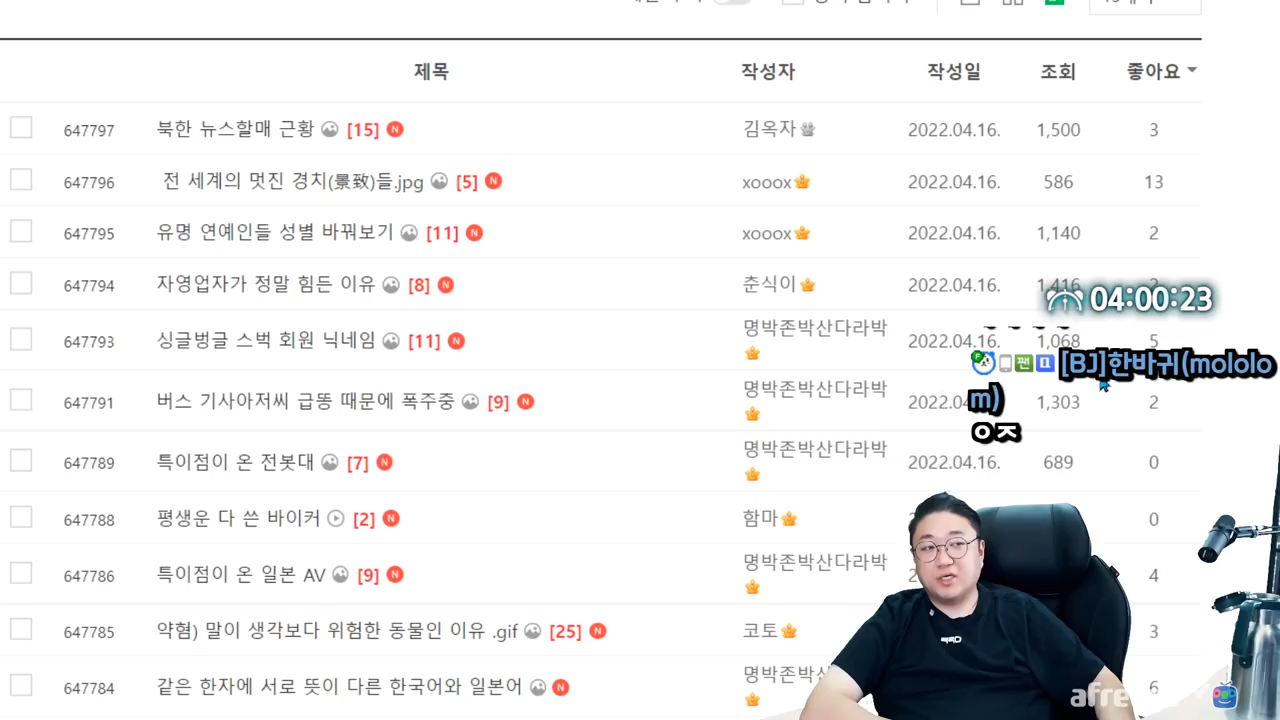 제목 작성자 작성일 조회 좋아요
647797 북한 뉴스할매 근황 [15] N 김옥자 2022.04.16. 1,500 3
647796 전 세계의 멋진 경치(景致)들.jpg [5] N xooox 2022.04.16. 586 13
647795 유명 연예인들 성별 바꿔보기 [11] N xooox 2022.04.16. 1,140 2
647794 자영업자가 정말 힘든 이유 [8] N 춘식이 2022.04.16. 1,416 2
04:00:23
647793 싱글벙글 스벅 회원 닉네임 [11] N 명박존박산다라박 2022.04.16. 1,068 5
팬 [BJ]한바귀(mololo
m)
ㅇㅈ
647791 버스 기사아저씨 급똥 때문에 폭주중 [9] N 명박존박산다라박 1,303 2
647789 특이점이 온 전봇대 [7] N 명박존박산다라박 2022.04.16. 689 0
647788 평생운 다 쓴 바이커 [2] N 함마 0
647786 특이점이 온 일본 AV [9] N 명박존박산다라박 4
647785 약혐) 말이 생각보다 위험한 동물인 이유 .gif [25] N 코토 3
647784 같은 한자에 서로 뜻이 다른 한국어와 일본어 N 명박존박산다 6
afre